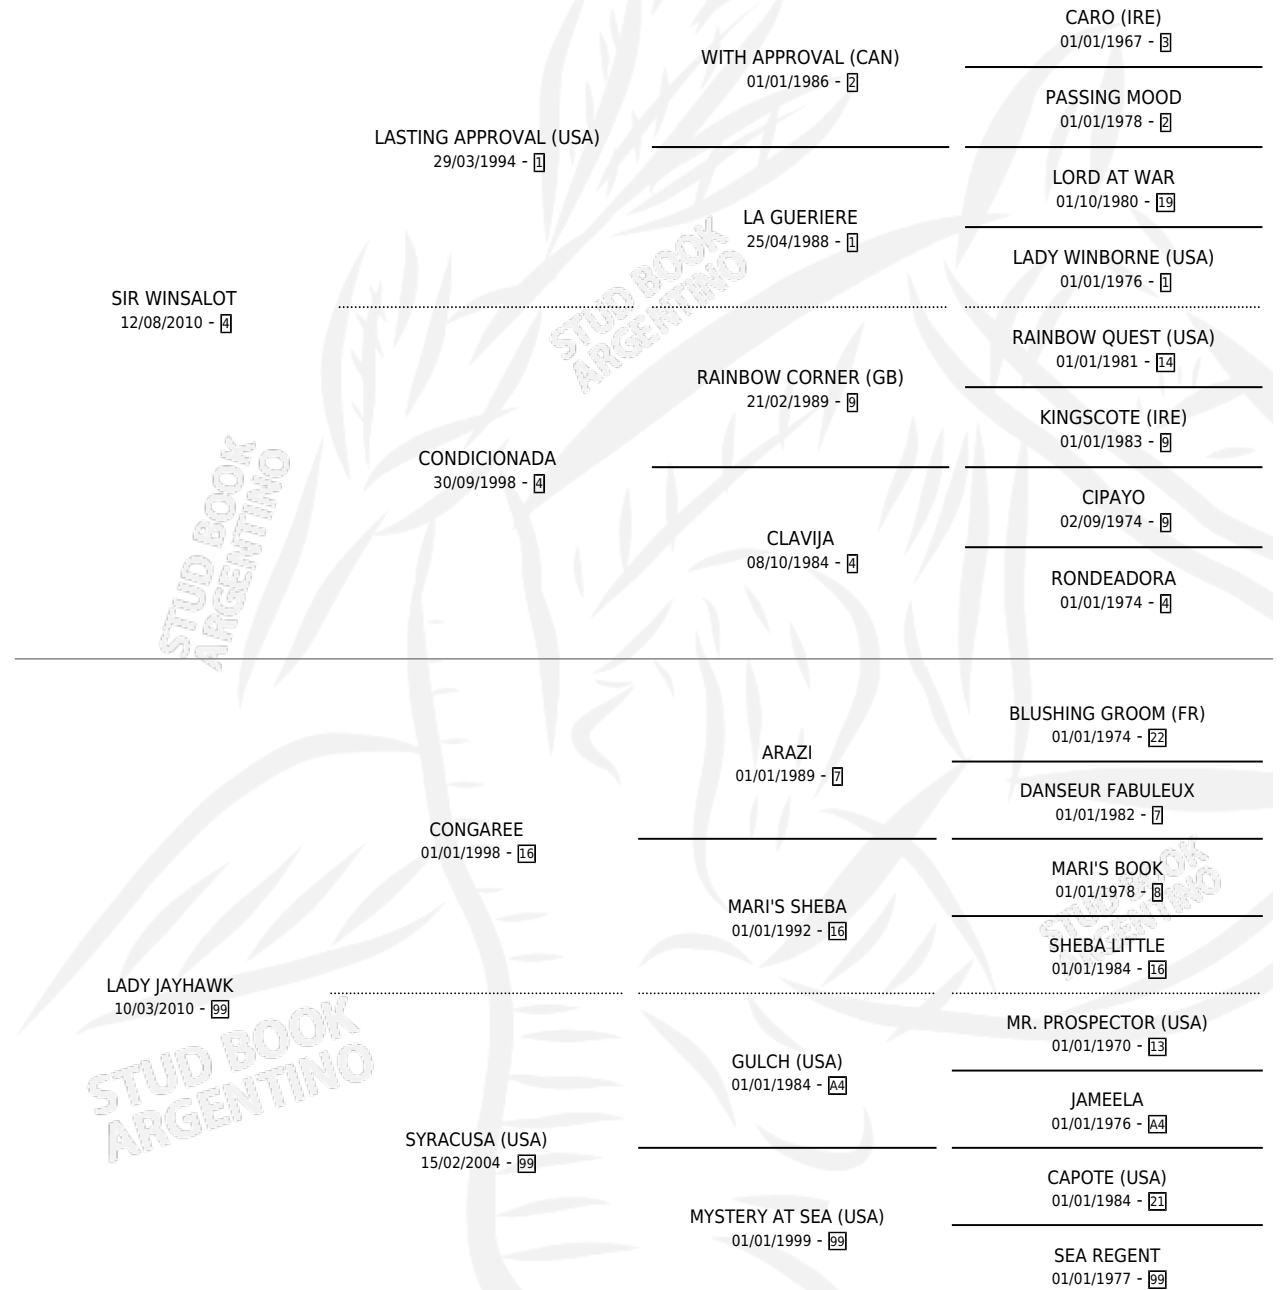 CARO (IRE)
01/01/1967 - 3
WITH APPROVAL (CAN)
01/01/1986 - 2
PASSING MOOD
01/01/1978 - 2
LASTING APPROVAL (USA)
29/03/1994 - 1
LORD AT WAR
01/10/1980 - 19
LA GUERIERE
25/04/1988 - 1
LADY WINBORNE (USA)
01/01/1976 - 1
SIR WINSALOT
12/08/2010 - 4
RAINBOW QUEST (USA)
01/01/1981 - 14
RAINBOW CORNER (GB)
21/02/1989 - 9
KINGSCOTE (IRE)
01/01/1983 - 9
CONDICIONADA
30/09/1998 - 4
CIPAYO
02/09/1974 - 9
CLAVIJA
08/10/1984 - 4
RONDEADORA
01/01/1974 - 4
BLUSHING GROOM (FR)
01/01/1974 - 22
ARAZI
01/01/1989 - 7
DANSEUR FABULEUX
01/01/1982 - 7
CONGAREE
01/01/1998 - 16
MARI'S BOOK
01/01/1978 - 8
MARI'S SHEBA
01/01/1992 - 16
SHEBA LITTLE
01/01/1984 - 16
LADY JAYHAWK
10/03/2010 - 99
MR. PROSPECTOR (USA)
01/01/1970 - 13
GULCH (USA)
01/01/1984 - A4
JAMEELA
01/01/1976 - A4
SYRACUSA (USA)
15/02/2004 - 99
CAPOTE (USA)
01/01/1984 - 21
MYSTERY AT SEA (USA)
01/01/1999 - 99
SEA REGENT
01/01/1977 - 99
STUD BOOK
ARGENTINO
STUD BOOK
ARGENTINO
STUD BOOK
ARGENTINO
STUD BOOK
ARGENTINO